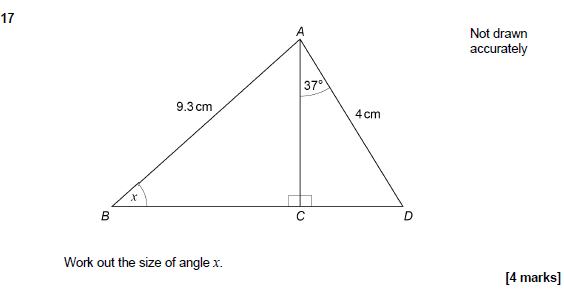 17
Not drawn
accurately
A
37°
9.3 cm
4 cm
x
B
C
D
Work out the size of angle x.
[4 marks]